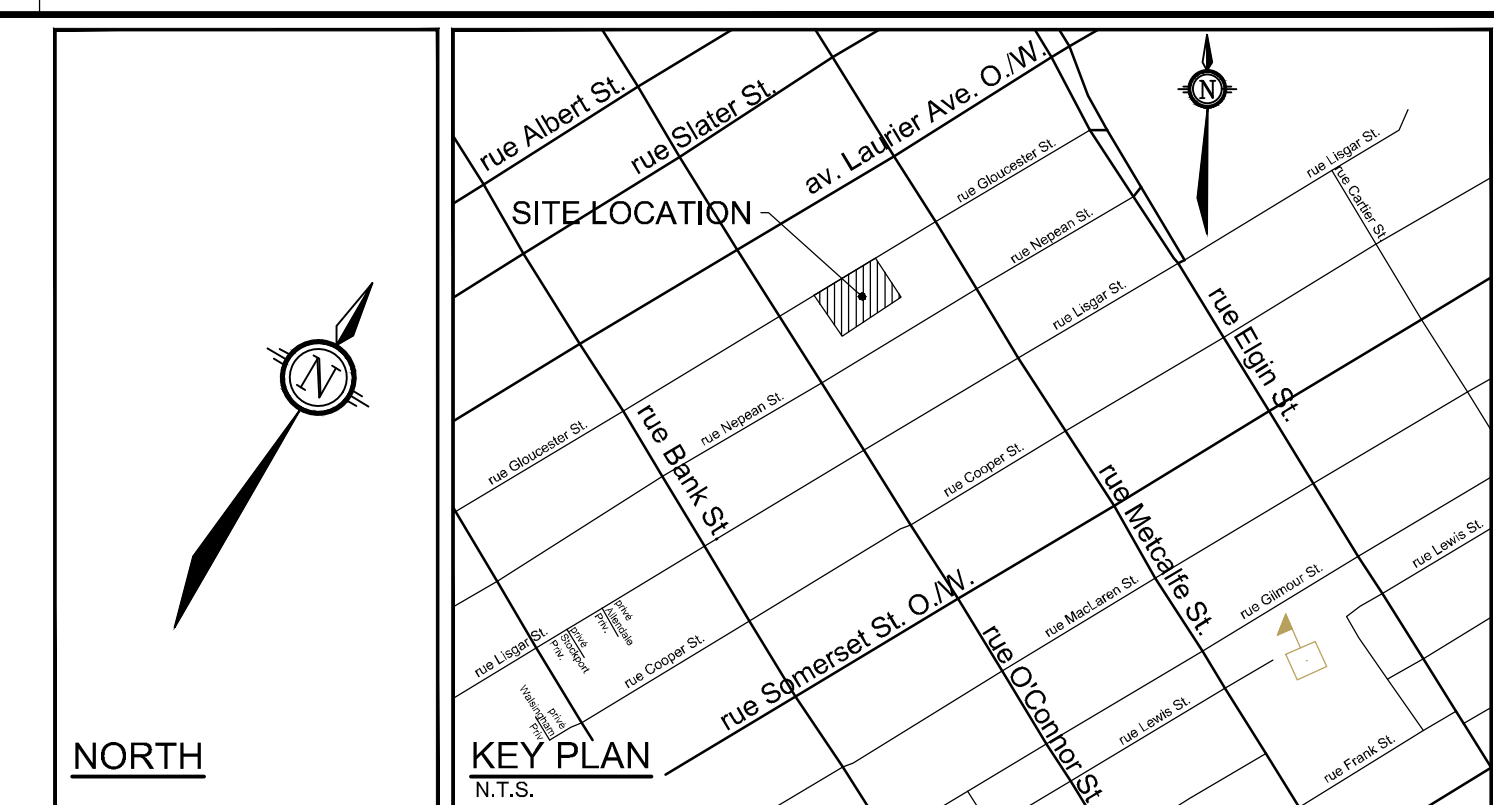 N
NORTH
rue Albert St.
rue Slater St.
av. Laurier Ave. O./W.
N
rue Gloucester St.
rue Lisgar St.
rue Cartier St.
SITE LOCATION
rue Nepean St.
rue Lisgar St.
rue Elgin St.
rue Gloucester St.
rue Nepean St.
rue Bank St.
rue Cooper St.
rue Metcalfe St.
rue Lewis St.
rue Gilmour St.
rue MacLaren St.
rue Somerset St. O./W.
rue O'Connor St
privé
Allendale
Priv.
privé
Stockport
Priv.
rue Lisgar St.
rue Cooper St.
privé
Walsingham
Priv.
rue Lewis St.
rue Frank St.
KEY PLAN
N.T.S.